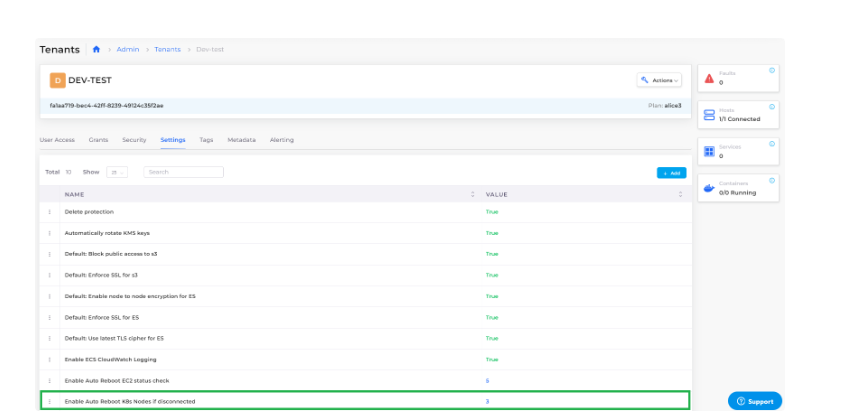 Tenants Admin Tenants Dev-test
D DEV-TEST
Actions
fa1ea719-bec4-42ff-8239-49124c35f2ae
Plan: alice3
User Access Grants Security Settings Tags Metadata Alerting
Total 10 Show Search
+ Add
NAME VALUE
Delete protection True
Automatically rotate KMS keys True
Default: Block public access to s3 True
Default: Enforce SSL for s3 True
Default: Enable node to node encryption for ES True
Default: Enforce SSL for ES True
Default: Use latest TLS cipher for ES True
Enable ECS CloudWatch Logging True
Enable Auto Reboot EC2 status check 5
Enable Auto Reboot K8s Nodes if disconnected 3
Faults
0
Hosts
1/1 Connected
Services
0
Containers
0/0 Running
Support